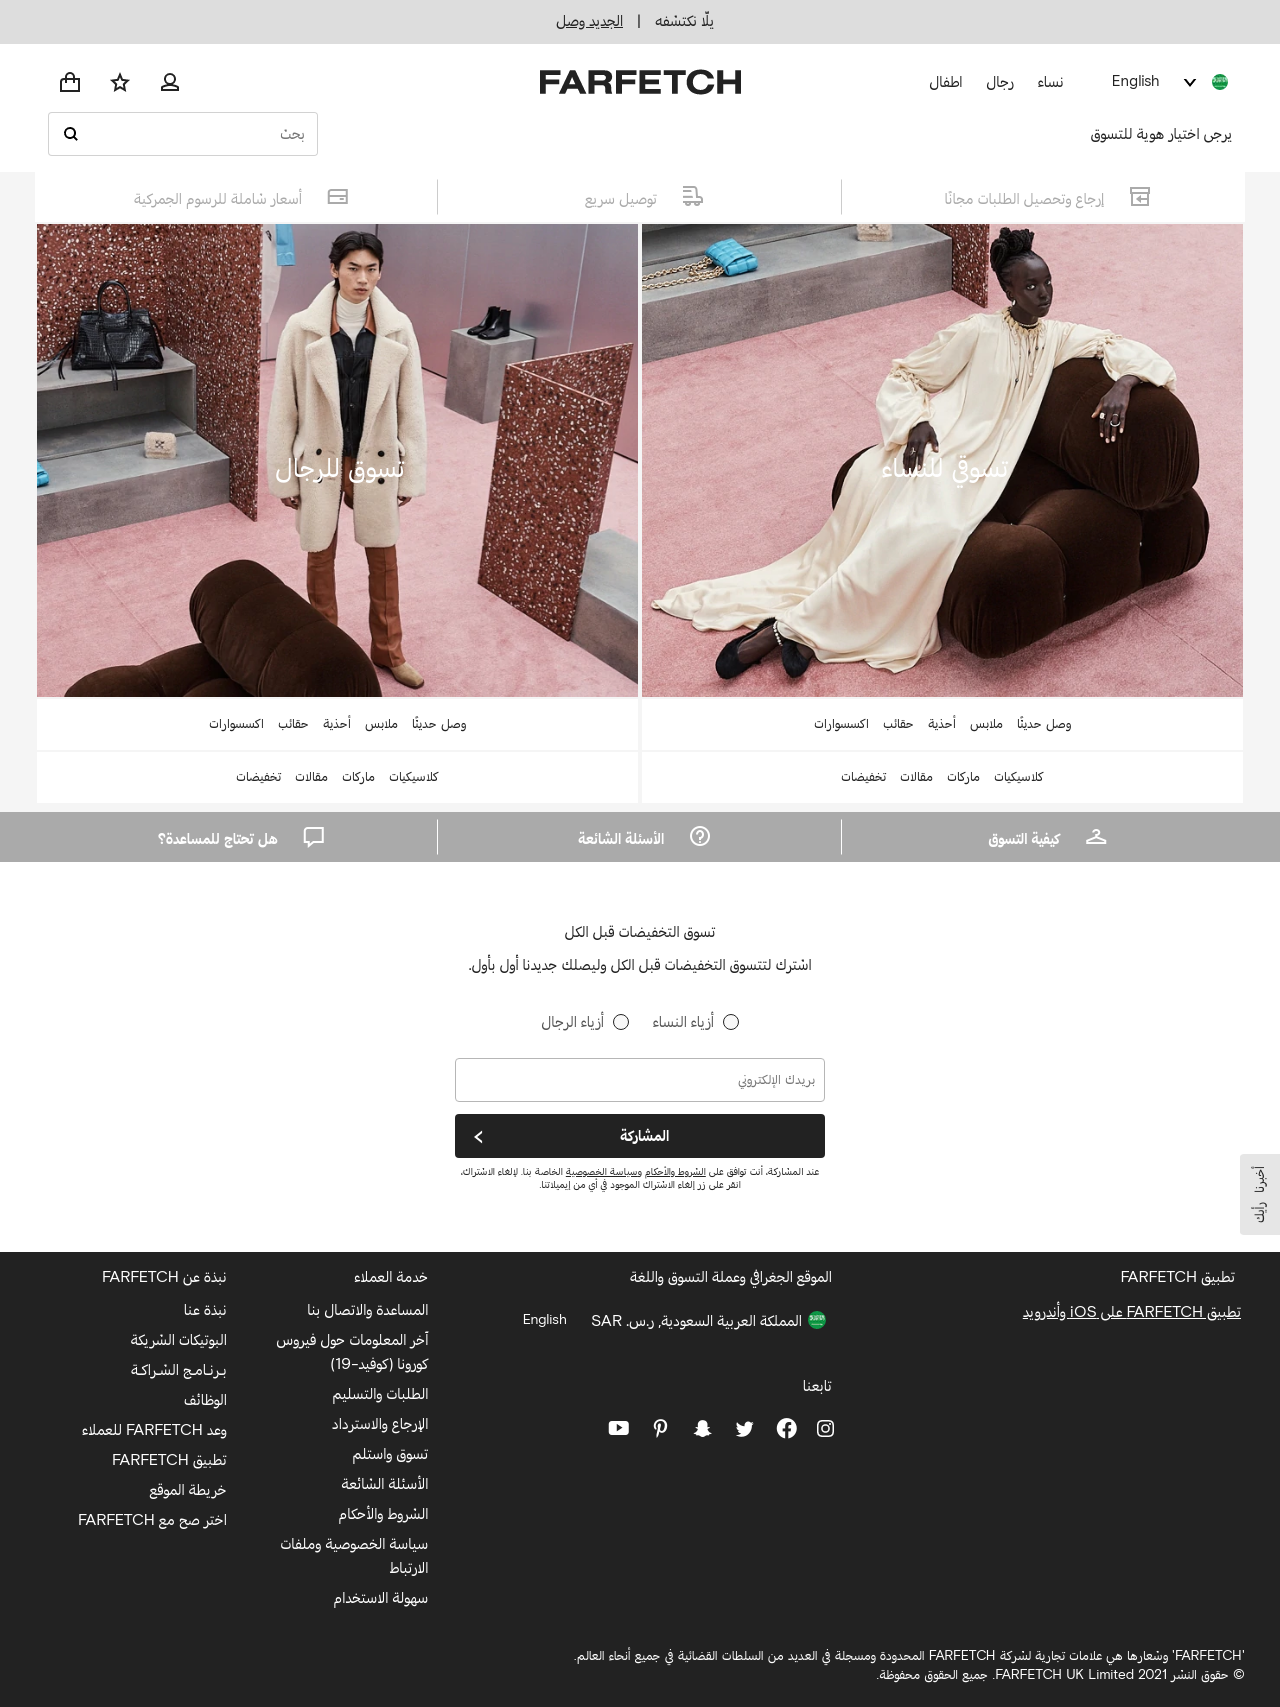 يلّا نكتشفه | الجديد وصل
English
نساء رجال اطفال
FARFETCH
يرجى اختيار هوية للتسوق
بحث
إرجاع وتحصيل الطلبات مجانًا
توصيل سريع
أسعار شاملة للرسوم الجمركية
تسوقي للنساء
تسوق للرجال
وصل حديثًا ملابس أحذية حقائب اكسسوارات
كلاسيكيات ماركات مقالات تخفيضات
وصل حديثًا ملابس أحذية حقائب اكسسوارات
كلاسيكيات ماركات مقالات تخفيضات
كيفية التسوق
الأسئلة الشائعة
هل تحتاج للمساعدة؟
تسوق التخفيضات قبل الكل
اشترك لتتسوق التخفيضات قبل الكل وليصلك جديدنا أول بأول.
أزياء النساء
أزياء الرجال
بريدك الإلكتروني
المشاركة
عند المشاركة، أنت توافق على الشروط والأحكام وسياسة الخصوصية الخاصة بنا. لإلغاء الاشتراك،
انقر على زر إلغاء الاشتراك الموجود في أي من إيميلاتنا.
أخبرنا رأيك
تطبيق FARFETCH
تطبيق FARFETCH على iOS وأندرويد
الموقع الجغرافي وعملة التسوق واللغة
المملكة العربية السعودية, ر.س. SAR
English
تابعنا
خدمة العملاء
المساعدة والاتصال بنا
آخر المعلومات حول فيروس
كورونا (كوفيد-19)
الطلبات والتسليم
الإرجاع والاسترداد
تسوق واستلم
الأسئلة الشائعة
الشروط والأحكام
سياسة الخصوصية وملفات
الارتباط
سهولة الاستخدام
نبذة عن FARFETCH
نبذة عنا
البوتيكات الشريكة
بـرنـامـج الشـراكـة
الوظائف
وعد FARFETCH للعملاء
تطبيق FARFETCH
خريطة الموقع
اختر صح مع FARFETCH
'FARFETCH' وشعارها هي علامات تجارية لشركة FARFETCH المحدودة ومسجلة في العديد من السلطات القضائية في جميع أنحاء العالم.
© حقوق النشر 2021 FARFETCH UK Limited. جميع الحقوق محفوظة.